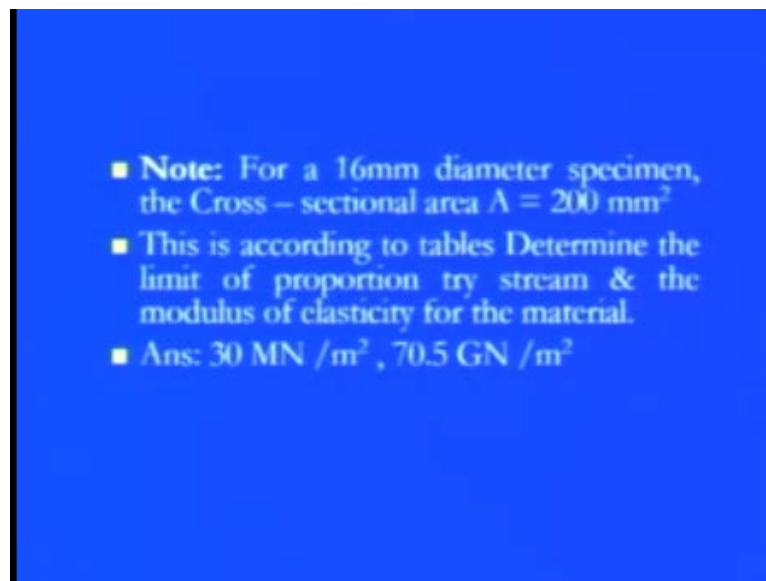 Note: For a 16mm diameter specimen,
the Cross – sectional area A = 200 mm²
This is according to tables Determine the
limit of proportion try stream & the
modulus of elasticity for the material.
Ans: 30 MN /m² , 70.5 GN /m²